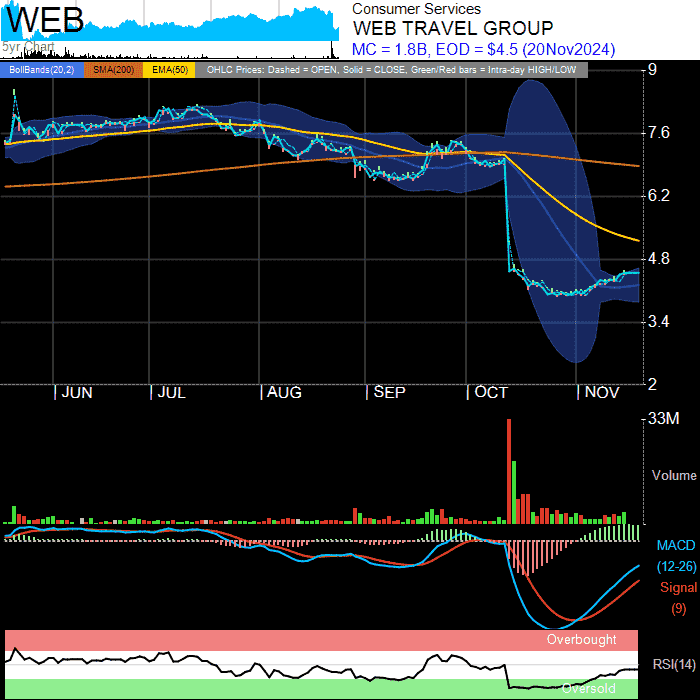 WEB
5yr Chart
Consumer Services
WEB TRAVEL GROUP
MC = 1.8B, EOD = $4.5 (20Nov2024)
BollBands(20,2) SMA(200) EMA(50) OHLC Prices: Dashed = OPEN, Solid = CLOSE, Green/Red bars = Intra-day HIGH/LOW
9
7.6
6.2
4.8
3.4
2
| JUN | JUL | AUG | SEP | OCT | NOV
33M
Volume
MACD
(12-26)
Signal
(9)
Overbought
RSI(14)
Oversold